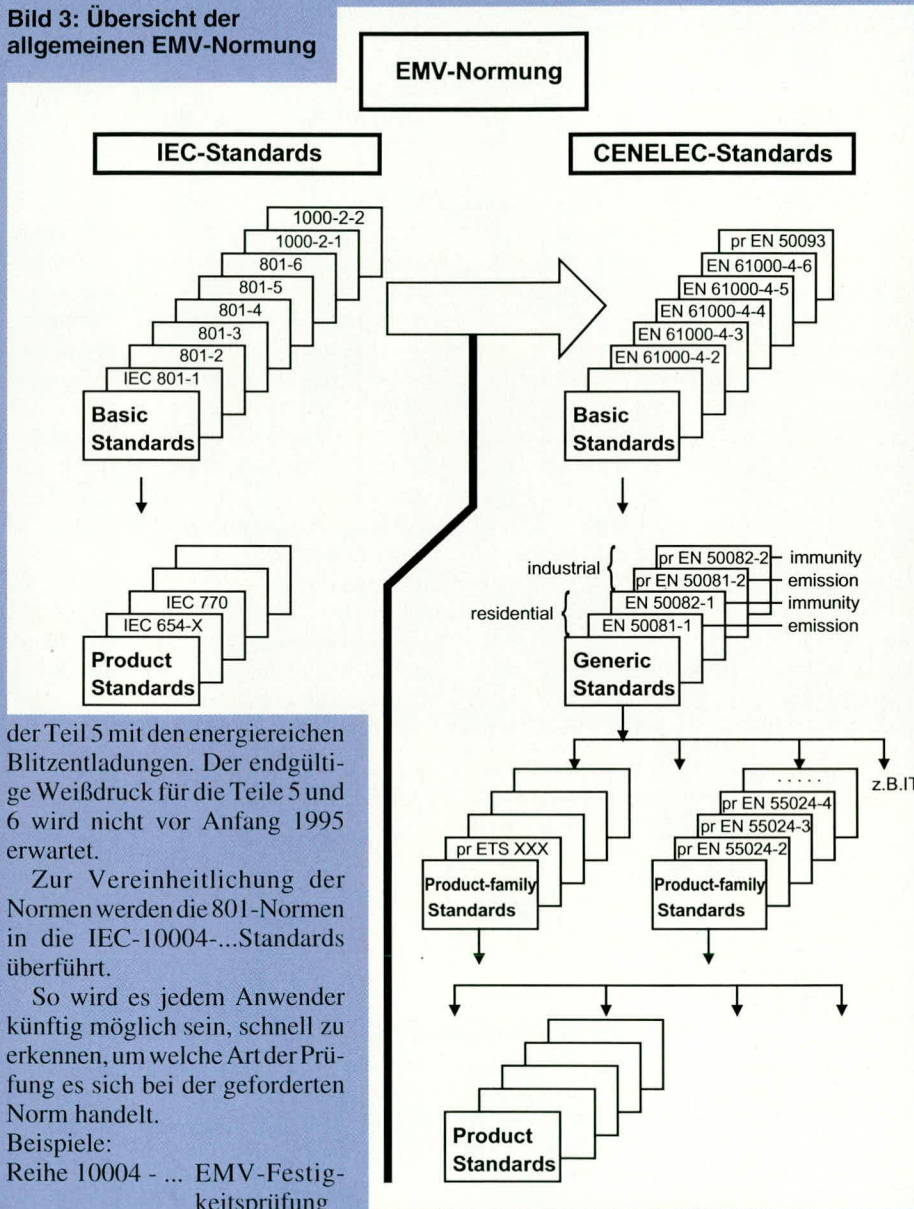 Bild 3: Übersicht der
allgemeinen EMV-Normung
EMV-Normung
IEC-Standards
1000-2-2
1000-2-1
801-6
801-5
801-4
801-3
801-2
IEC 801-1
Basic
Standards
IEC 770
IEC 654-X
Product
Standards
CENELEC-Standards
pr EN 50093
EN 61000-4-6
EN 61000-4-5
EN 61000-4-4
EN 61000-4-3
EN 61000-4-2
Basic
Standards
industrial { pr EN 50082-2 immunity
pr EN 50081-2 emission
residential { EN 50082-1 immunity
EN 50081-1 emission
Generic
Standards
pr ETS XXX
Product-family
Standards
.....
pr EN 55024-4
pr EN 55024-3
pr EN 55024-2
Product-family
Standards
z.B.IT
Product
Standards
der Teil 5 mit den energiereichen
Blitzentladungen. Der endgülti-
ge Weißdruck für die Teile 5 und
6 wird nicht vor Anfang 1995
erwartet.
Zur Vereinheitlichung der
Normen werden die 801-Normen
in die IEC-10004-...Standards
überführt.
So wird es jedem Anwender
künftig möglich sein, schnell zu
erkennen, um welche Art der Prü-
fung es sich bei der geforderten
Norm handelt.
Beispiele:
Reihe 10004 - ... EMV-Festig-
keitsprüfung